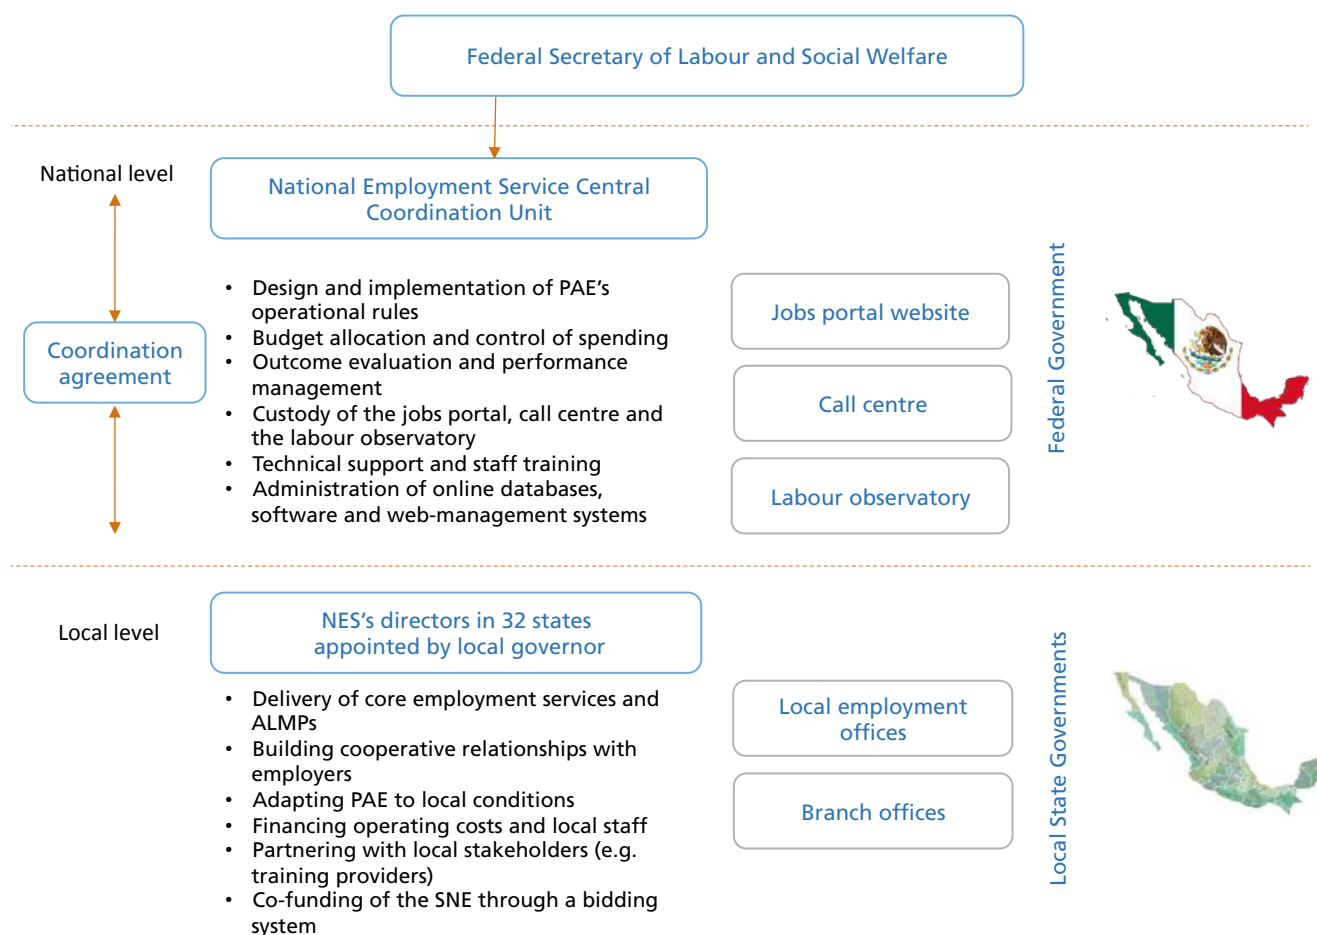 Federal Secretary of Labour and Social Welfare
National level
National Employment Service Central
Coordination Unit
Coordination
agreement
• Design and implementation of PAE's
operational rules
• Budget allocation and control of spending
• Outcome evaluation and performance
management
• Custody of the jobs portal, call centre and
the labour observatory
• Technical support and staff training
• Administration of online databases,
software and web-management systems
Jobs portal website
Call centre
Labour observatory
Federal Government
Local level
NES's directors in 32 states
appointed by local governor
• Delivery of core employment services and
ALMPs
• Building cooperative relationships with
employers
• Adapting PAE to local conditions
• Financing operating costs and local staff
• Partnering with local stakeholders (e.g.
training providers)
• Co-funding of the SNE through a bidding
system
Local employment
offices
Branch offices
Local State Governments